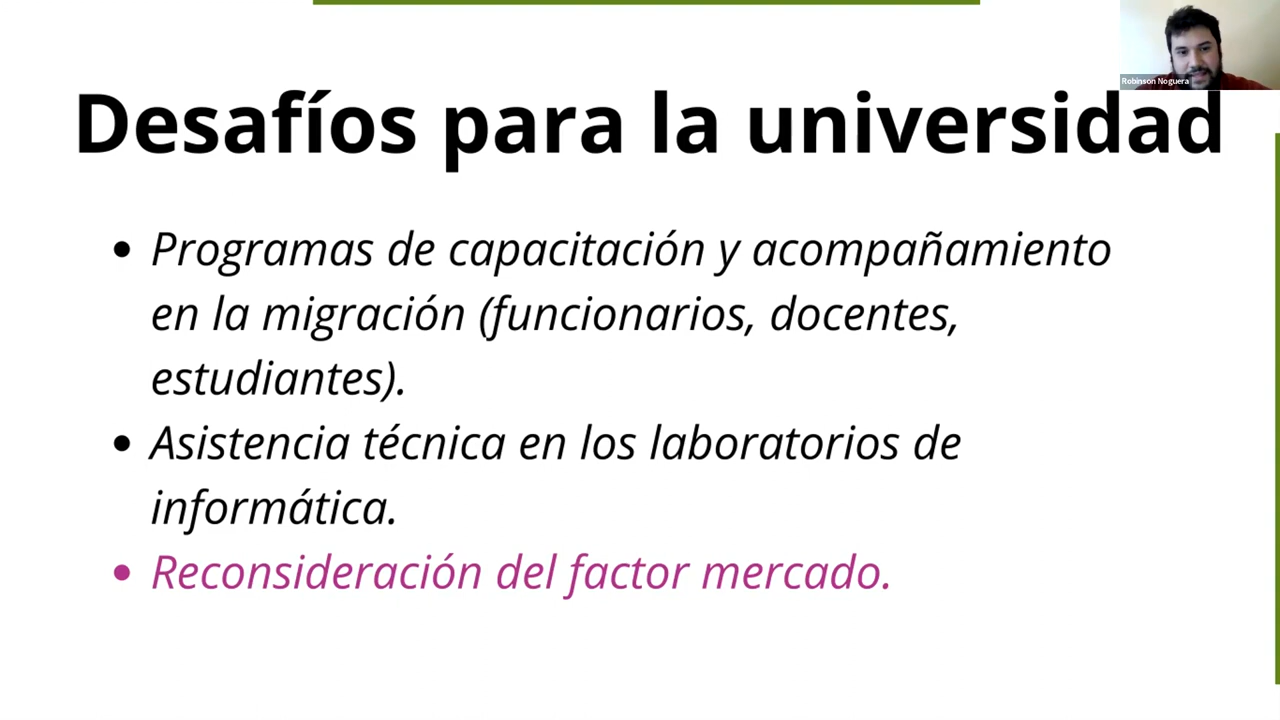 Robinson Noguera
Desafíos para la universidad
• Programas de capacitación y acompañamiento
en la migración (funcionarios, docentes,
estudiantes).
• Asistencia técnica en los laboratorios de
informática.
• Reconsideración del factor mercado.